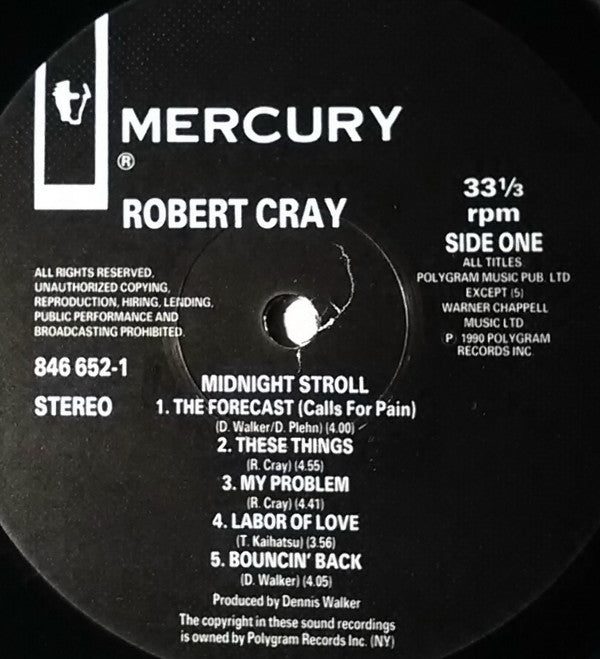 MERCURY
®
ROBERT CRAY
33⅓
rpm
SIDE ONE
ALL TITLES
POLYGRAM MUSIC PUB. LTD
EXCEPT (5)
WARNER CHAPPELL
MUSIC LTD
P 1990 POLYGRAM
RECORDS INC
ALL RIGHTS RESERVED.
UNAUTHORIZED COPYING,
REPRODUCTION, HIRING, LENDING,
PUBLIC PERFORMANCE AND
BROADCASTING PROHIBITED.
846 652-1
STEREO
MIDNIGHT STROLL
1. THE FORECAST (Calls For Pain)
(D. Walker/D. Plehn) (4.00)
2. THESE THINGS
(R. Cray) (4.55)
3. MY PROBLEM
(R. Cray) (4.41)
4. LABOR OF LOVE
(T. Kaihatsu) (3.56)
5. BOUNCIN' BACK
(D. Walker) (4.05)
Produced by Dennis Walker
The copyright in these sound recordings
is owned by Polygram Records Inc. (NY)